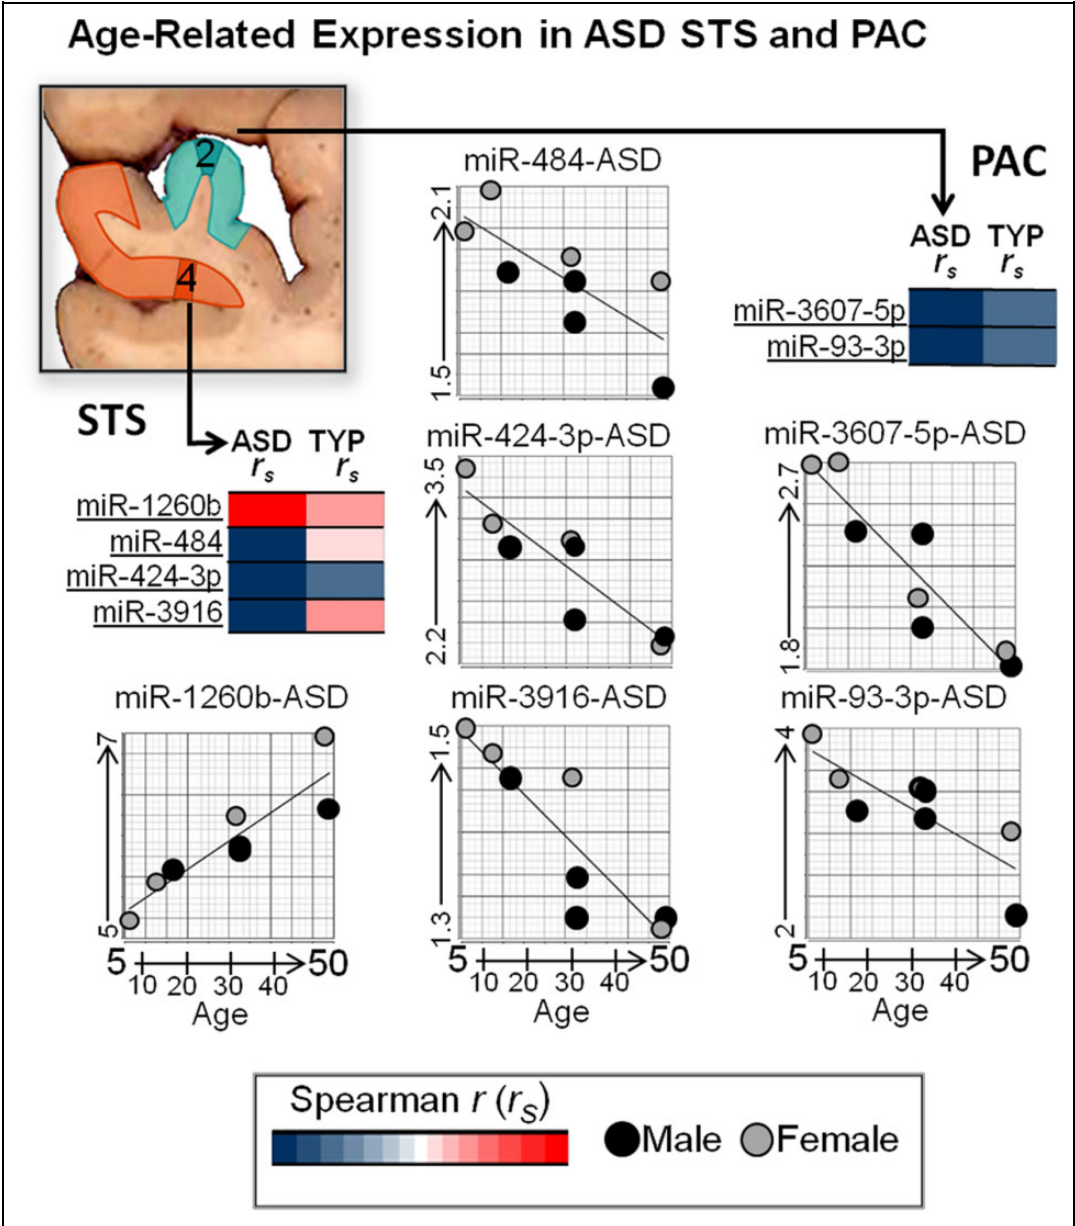 Age-Related Expression in ASD STS and PAC
2
4
miR-484-ASD
2.1
1.5
PAC
ASD TYP
rs rs
miR-3607-5p
miR-93-3p
STS
ASD TYP
rs rs
miR-1260b
miR-484
miR-424-3p
miR-3916
miR-424-3p-ASD
3.5
2.2
miR-3607-5p-ASD
2.7
1.8
miR-1260b-ASD
7
5
5 50
10 20 30 40
Age
miR-3916-ASD
1.5
1.3
5 50
10 20 30 40
Age
miR-93-3p-ASD
4
2
5 50
10 20 30 40
Age
Spearman r (rs)
Male Female